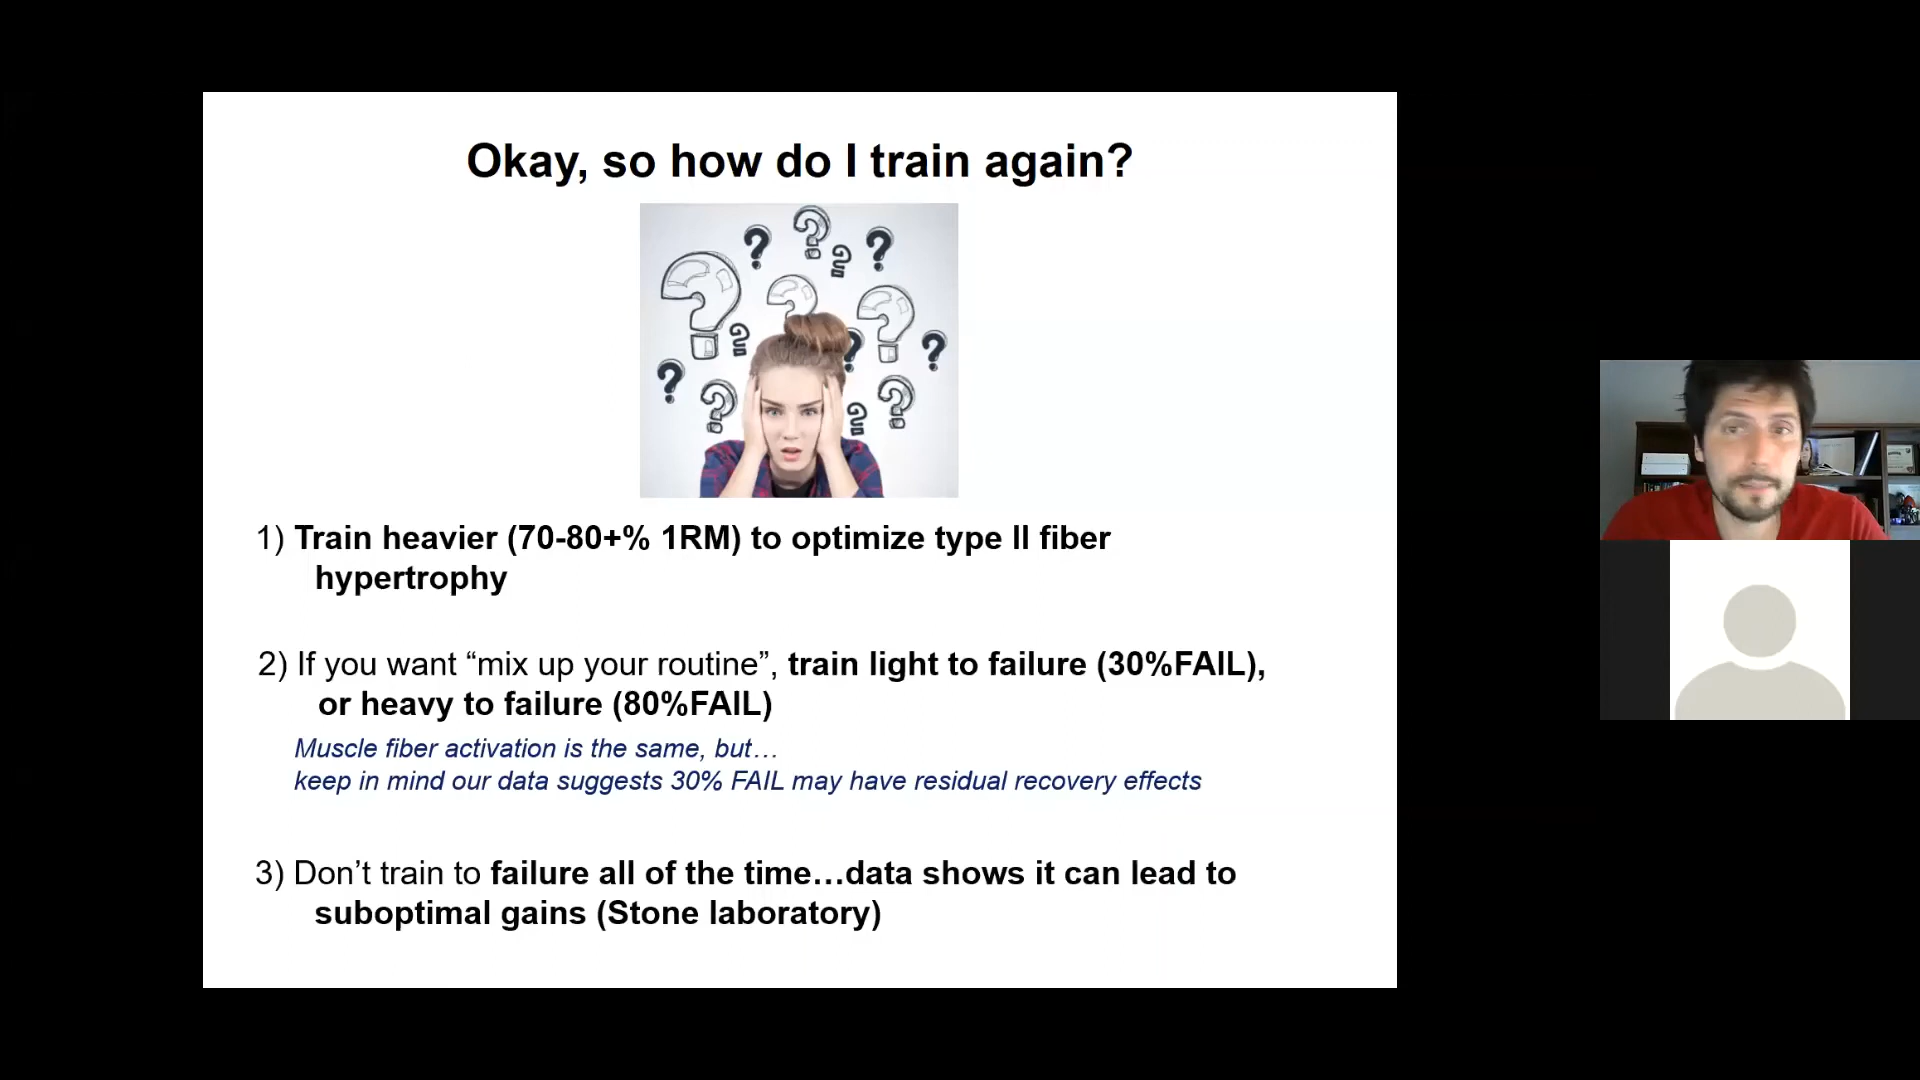 Okay, so how do I train again?
1) Train heavier (70-80+% 1RM) to optimize type II fiber
hypertrophy
2) If you want “mix up your routine”, train light to failure (30%FAIL),
or heavy to failure (80%FAIL)
Muscle fiber activation is the same, but…
keep in mind our data suggests 30% FAIL may have residual recovery effects
3) Don’t train to failure all of the time…data shows it can lead to
suboptimal gains (Stone laboratory)